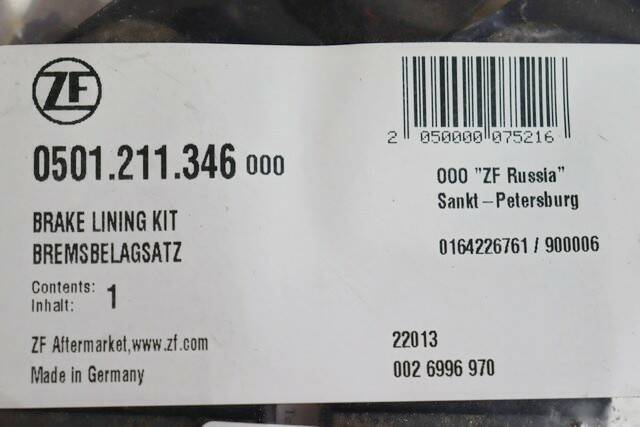 ZF
2 050000 075216
0501.211.346 000
000 "ZF Russia"
Sankt-Petersburg
BRAKE LINING KIT
BREMSBELAGSATZ
0164226761 / 900006
Contents:
Inhalt: 1
ZF Aftermarket,www.zf.com
Made in Germany
22013
002 6996 970